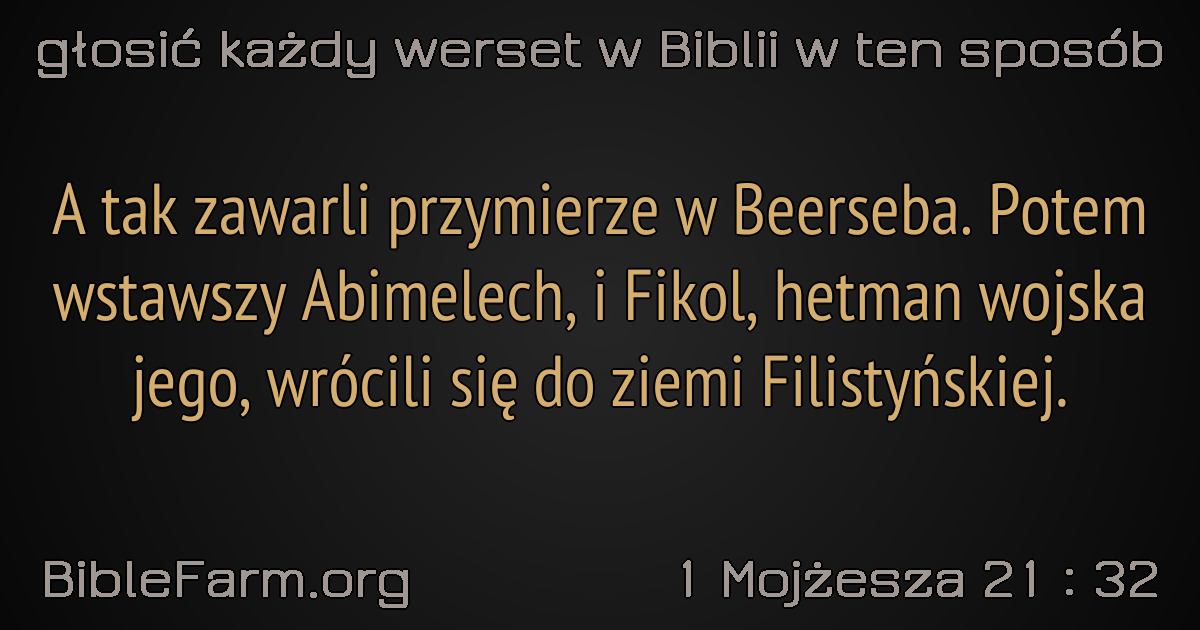 głosić każdy werset w Biblii w ten sposób
A tak zawarli przymierze w Beerseba. Potem
wstawszy Abimelech, i Fikol, hetman wojska
jego, wrócili się do ziemi Filistyńskiej.
BibleFarm.org
1 Mojżesza 21 : 32